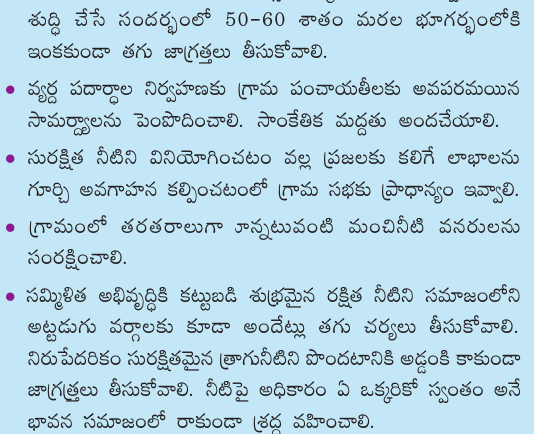 శుద్ధి చేసే సందర్భంలో 50-60 శాతం మరల భూగర్భంలోకి
ఇంకకుండా తగు జాగ్రత్తలు తీసుకోవాలి.
• వ్యర్ధ పదార్థాల నిర్వహణకు గ్రామ పంచాయతీలకు అవపరమయిన
సామర్ధ్యాలను పెంపొదించాలి. సాంకేతిక మద్దతు అందచేయాలి.
• సురక్షిత నీటిని వినియోగించటం వల్ల ప్రజలకు కలిగే లాభాలను
గూర్చి అవగాహన కల్పించటంలో గ్రామ సభకు ప్రాధాన్యం ఇవ్వాలి.
• గ్రామంలో తరతరాలుగా ూన్నటువంటి మంచినీటి వనరులను
సంరక్షించాలి.
• సమ్మిళిత అభివృద్ధికి కట్టుబడి శుభ్రమైన రక్షిత నీటిని సమాజంలోని
అట్టడుగు వర్గాలకు కూడా అందేట్లు తగు చర్యలు తీసుకోవాలి.
నిరుపేదరికం సురక్షితమైన త్రాగునీటిని పొందటానికి అడ్డంకి కాకుండా
జాగ్రత్తలు తీసుకోవాలి. నీటిపై అధికారం ఏ ఒక్కరికో స్వంతం అనే
భావన సమాజంలో రాకుండా శ్రద్ధ వహించాలి.